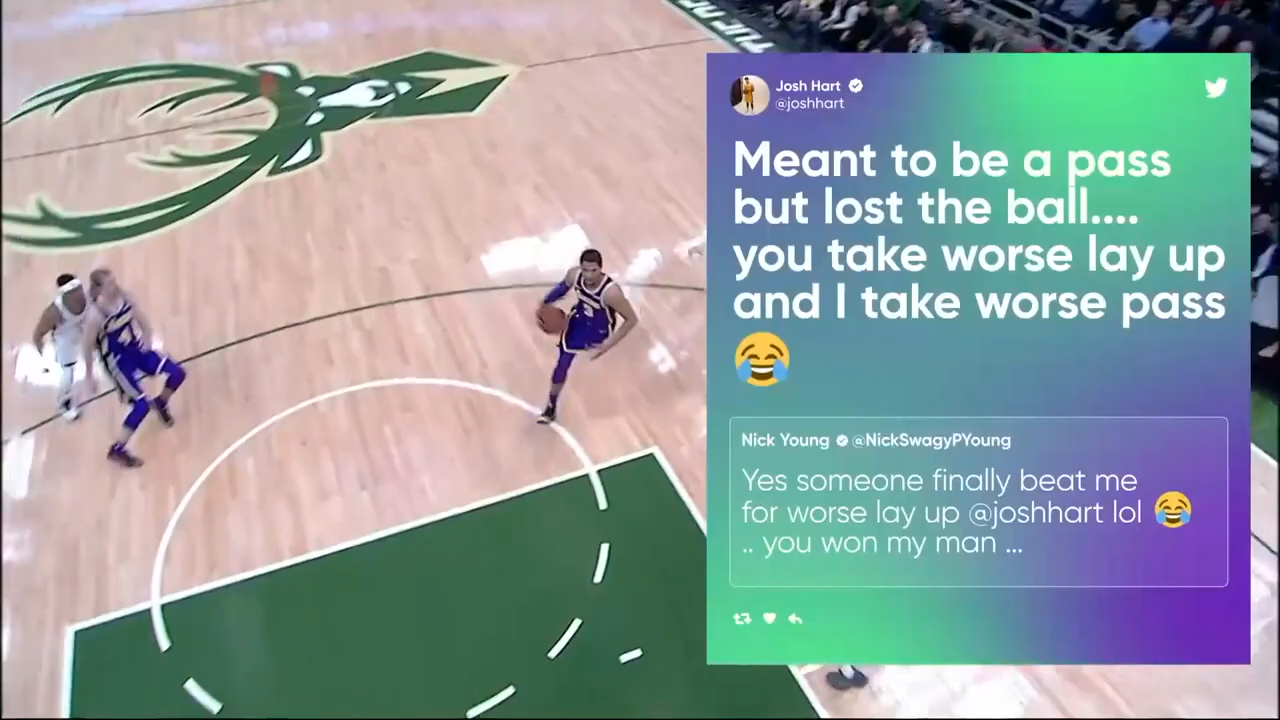 Josh Hart
@joshhart
Meant to be a pass
but lost the ball....
you take worse lay up
and I take worse pass
😂
Nick Young @NickSwagyPYoung
Yes someone finally beat me
for worse lay up @joshhart lol 😂
.. you won my man ...